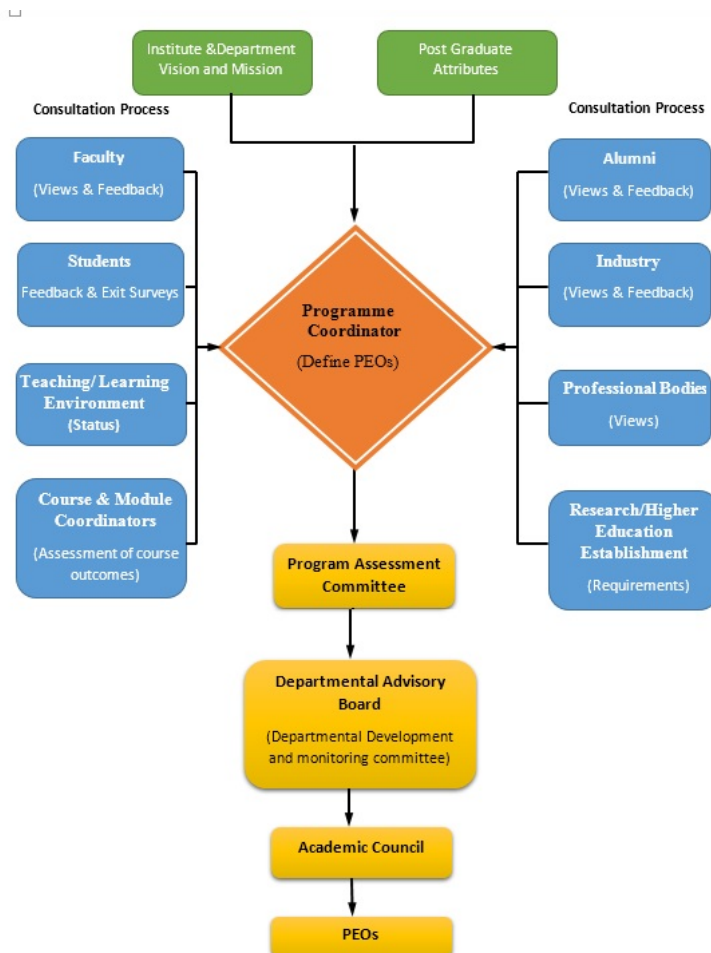 Institute &Department
Vision and Mission
Post Graduate
Attributes
Consultation Process
Consultation Process
Faculty
(Views & Feedback)
Students
Feedback & Exit Surveys
Teaching/ Learning
Environment
(Status)
Course & Module
Coordinators
(Assessment of course
outcomes)
Alumni
(Views & Feedback)
Industry
(Views & Feedback)
Professional Bodies
(Views)
Research/Higher
Education
Establishment
(Requirements)
Programme
Coordinator
(Define PEOs)
Program Assessment
Committee
Departmental Advisory
Board
(Departmental Development
and monitoring committee)
Academic Council
PEOs